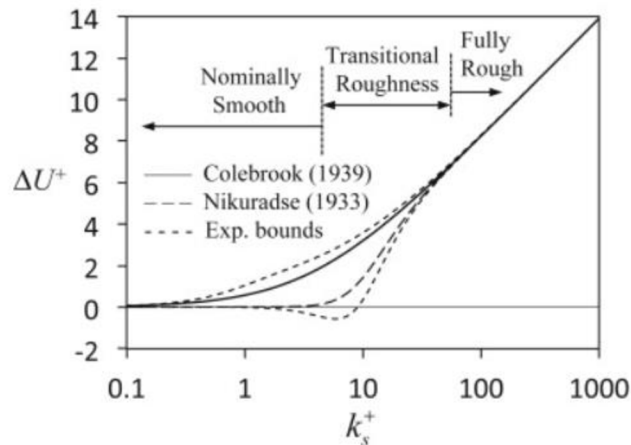 14
12
10
8
6
4
2
0
-2
ΔU⁺
Nominally
Smooth
Transitional
Roughness
Fully
Rough
Colebrook (1939)
Nikuradse (1933)
Exp. bounds
0.1 1 10 100 1000
kₛ⁺